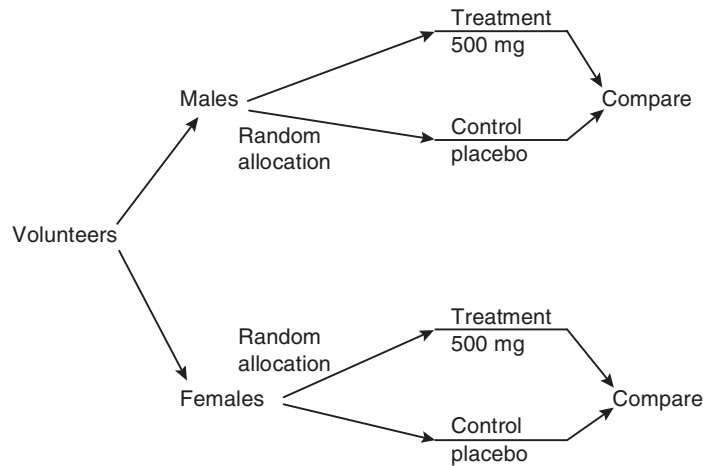 Treatment
500 mg
Males
Compare
Random
allocation
Control
placebo
Volunteers
Random
allocation
Treatment
500 mg
Females
Compare
Control
placebo